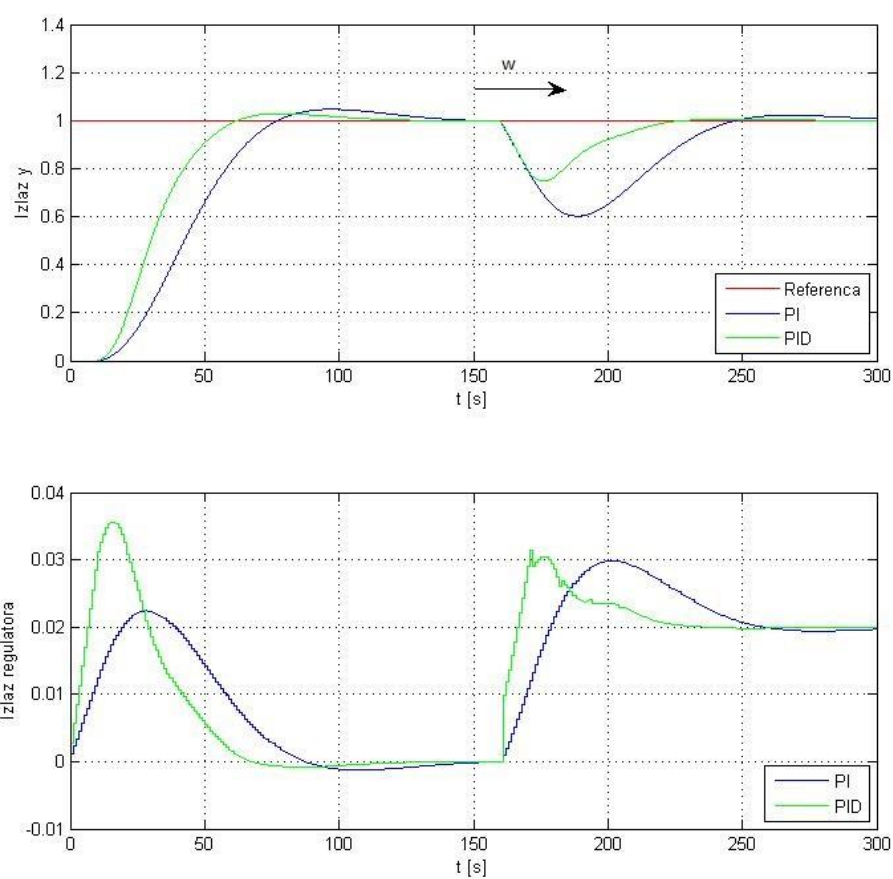 1.4
1.2
1
0.8
0.6
0.4
0.2
0
Izlaz y
w
Referenca
PI
PID
0 50 100 150 200 250 300
t [s]
0.04
0.03
0.02
0.01
0
-0.01
Izlaz regulatora
PI
PID
0 50 100 150 200 250 300
t [s]